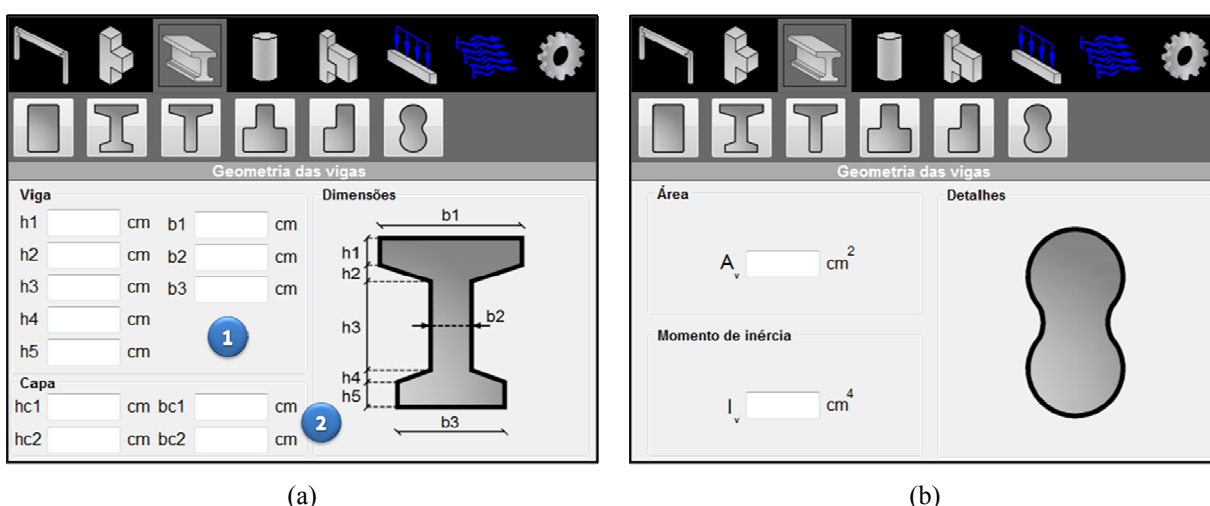 Geometria das vigas
Viga
h1 cm b1 cm
h2 cm b2 cm
h3 cm b3 cm
h4 cm
h5 cm
1
Capa
hc1 cm bc1 cm
hc2 cm bc2 cm
2
Dimensões
b1
h1
h2
h3
b2
h4
h5
b3
(a)
Geometria das vigas
Área
Av cm2
Momento de inércia
Iv cm4
Detalhes
(b)